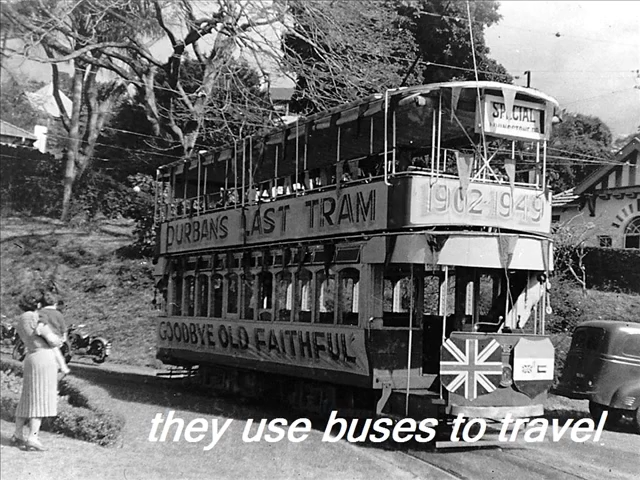 SPECIAL
DURBANS LAST TRAM
1902-1949
GOODBYE OLD FAITHFUL
they use buses to travel